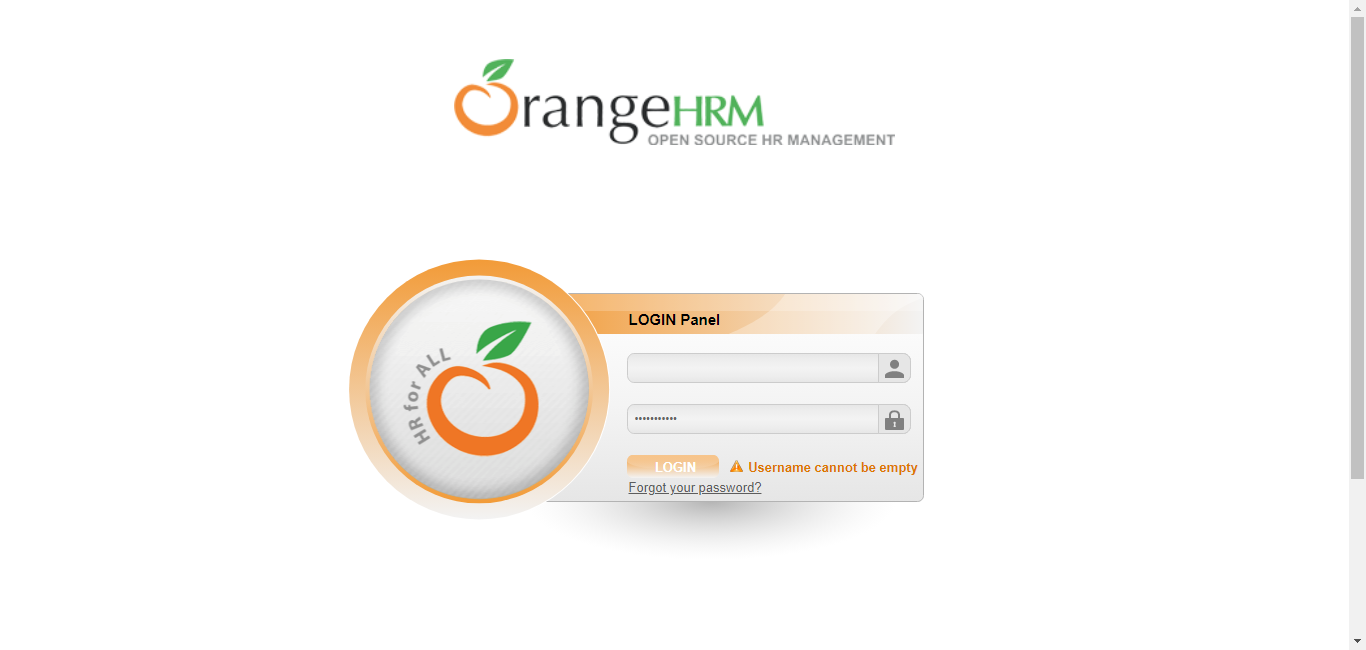 OrangeHRM
OPEN SOURCE HR MANAGEMENT
HR for ALL
LOGIN Panel
•••••••••••
LOGIN
Username cannot be empty
Forgot your password?